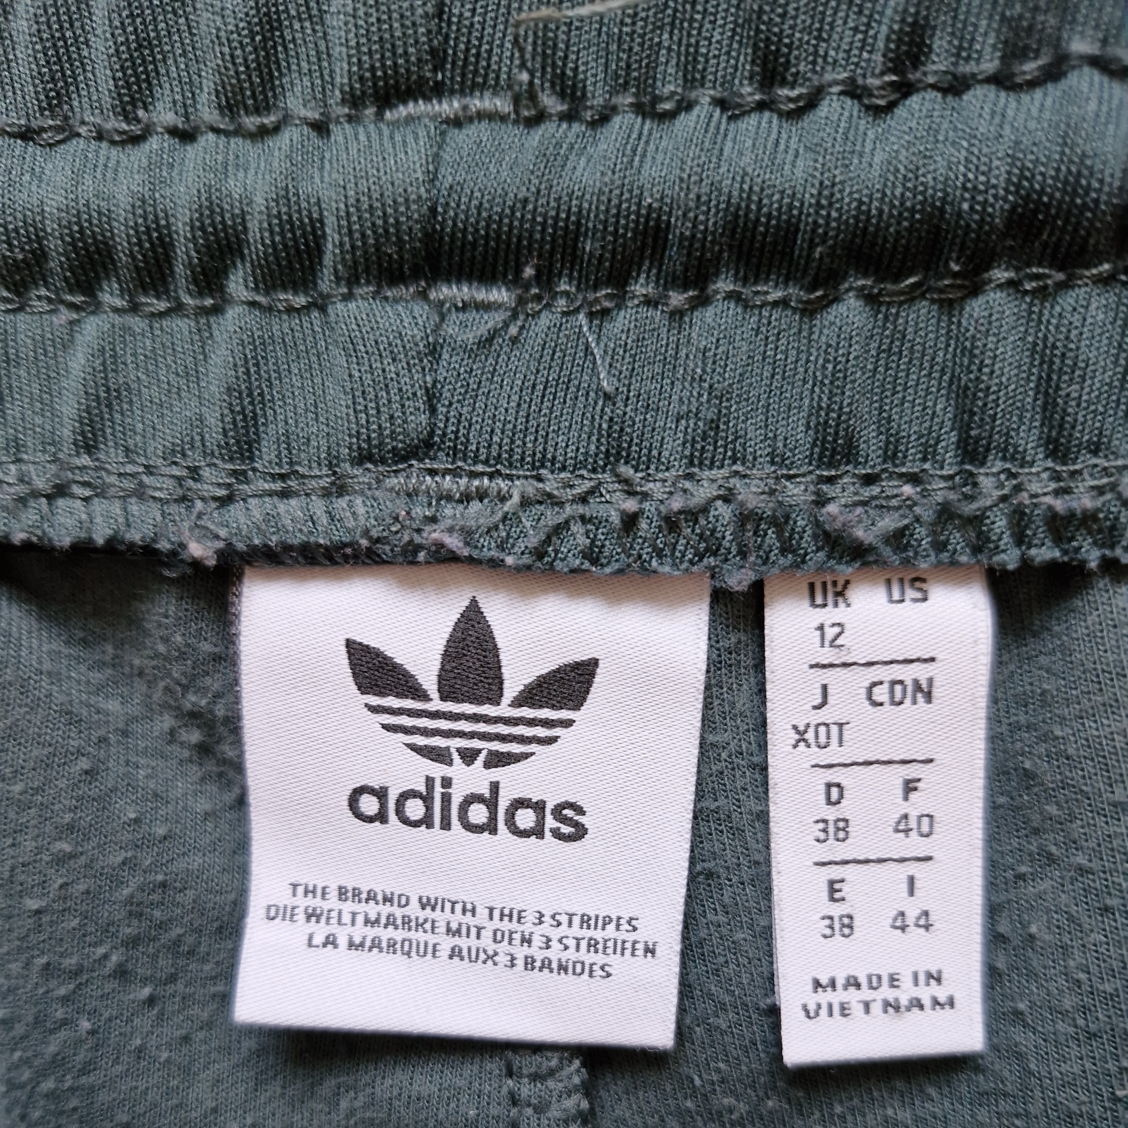 adidas
THE BRAND WITH THE 3 STRIPES
DIE WELTMARKE MIT DEN 3 STREIFEN
LA MARQUE AUX 3 BANDES
UK US
12
J CDN
XOT
D F
38 40
E I
38 44
MADE IN
VIETNAM